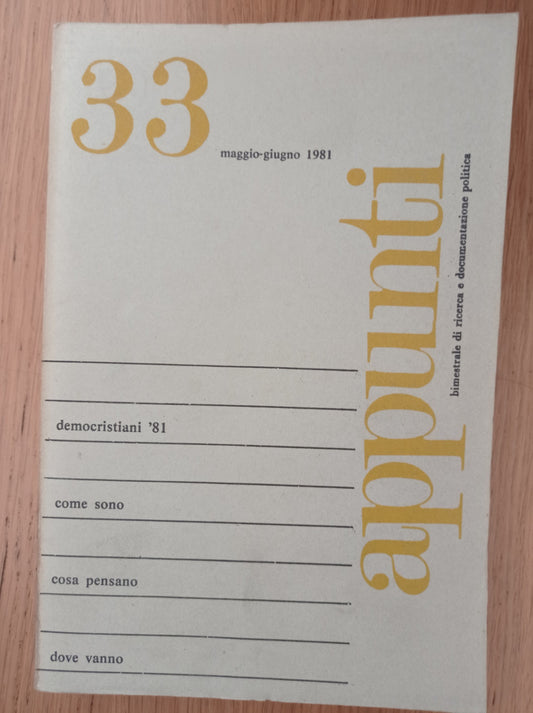 33
maggio-giugno 1981
appunti
bimestrale di ricerca e documentazione politica
democristiani '81
come sono
cosa pensano
dove vanno